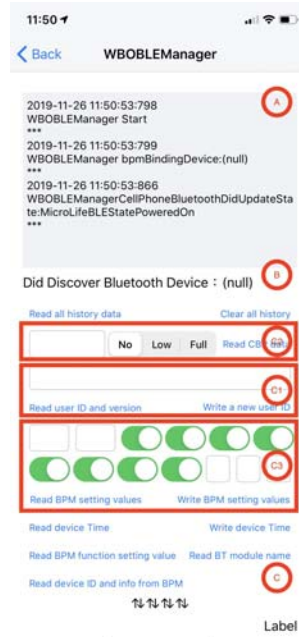 11:50
Back
WBOBLEManager
A
2019-11-26 11:50:53:798
WBOBLEManager Start
***
2019-11-26 11:50:53:799
WBOBLEManager bpmBindingDevice:(null)
***
2019-11-26 11:50:53:866
WBOBLEManagerCellPhoneBluetoothDidUpdateSta
te:MicroLifeBLEStatePoweredOn
***
B
Did Discover Bluetooth Device：(null)
Read all history data Clear all history
No Low Full Read
C1
Read user ID and version Write a new user ID
C3
Read BPM setting values Write BPM setting values
Read device Time Write device Time
Read BPM function setting value Read BT module name
C
Read device ID and info from BPM
⇅⇅⇅⇅
Label